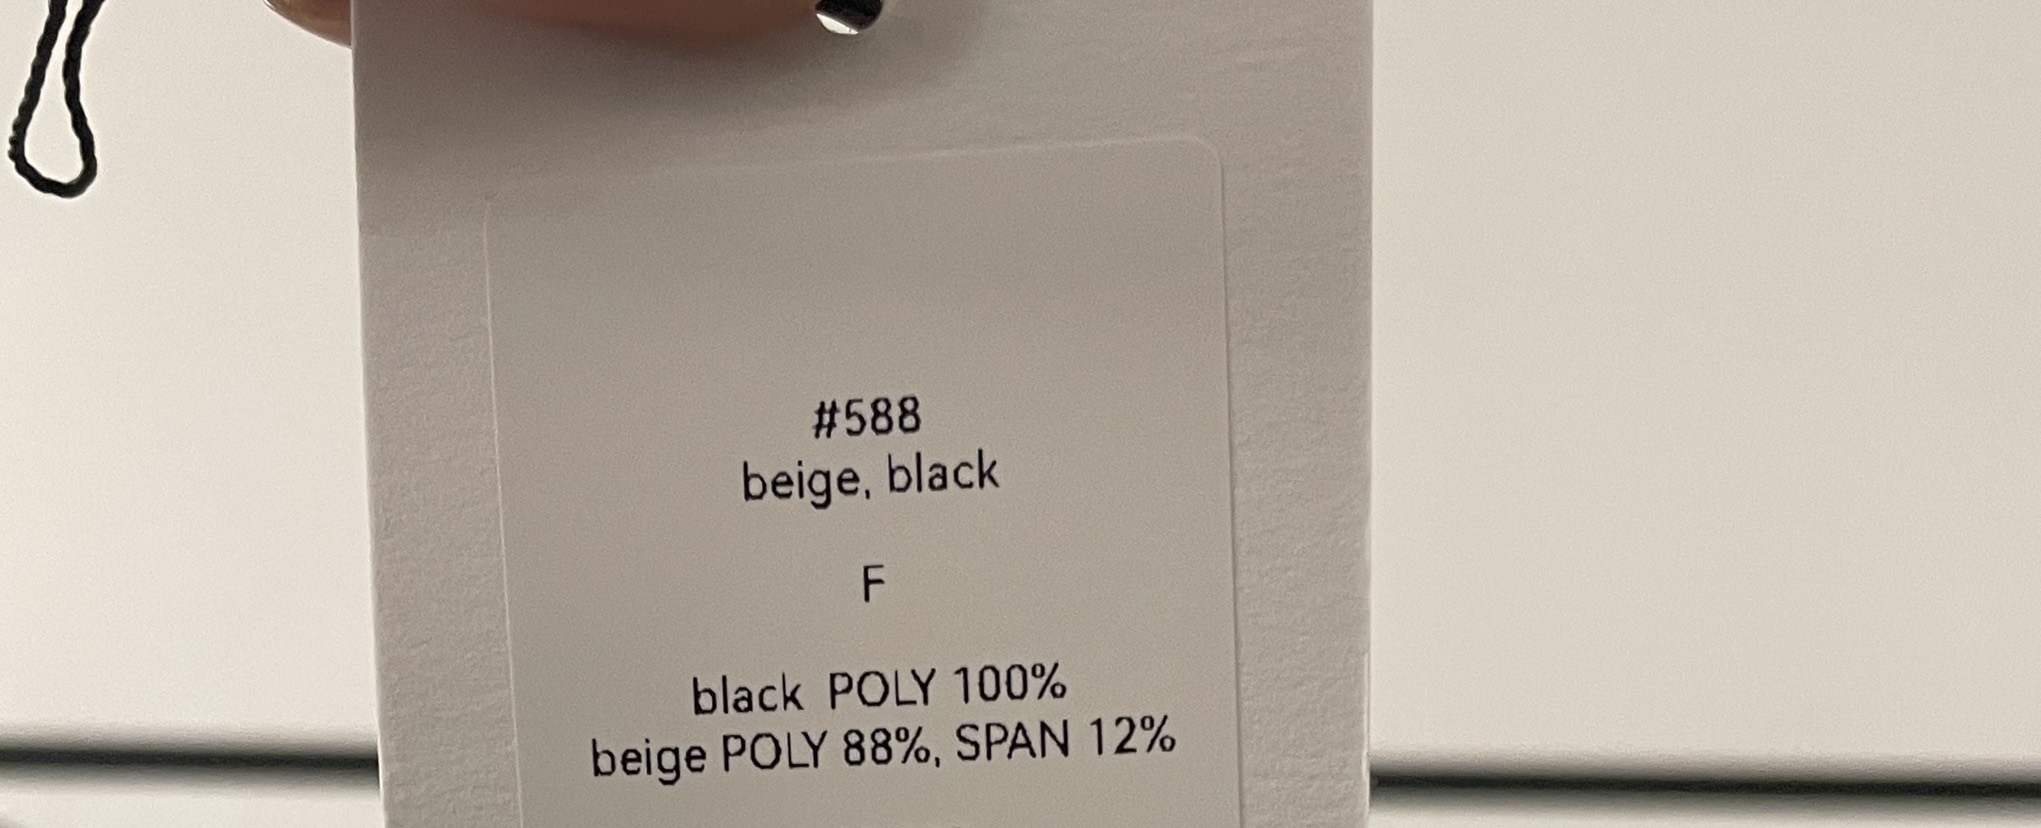 #588
beige, black
F
black POLY 100%
beige POLY 88%, SPAN 12%